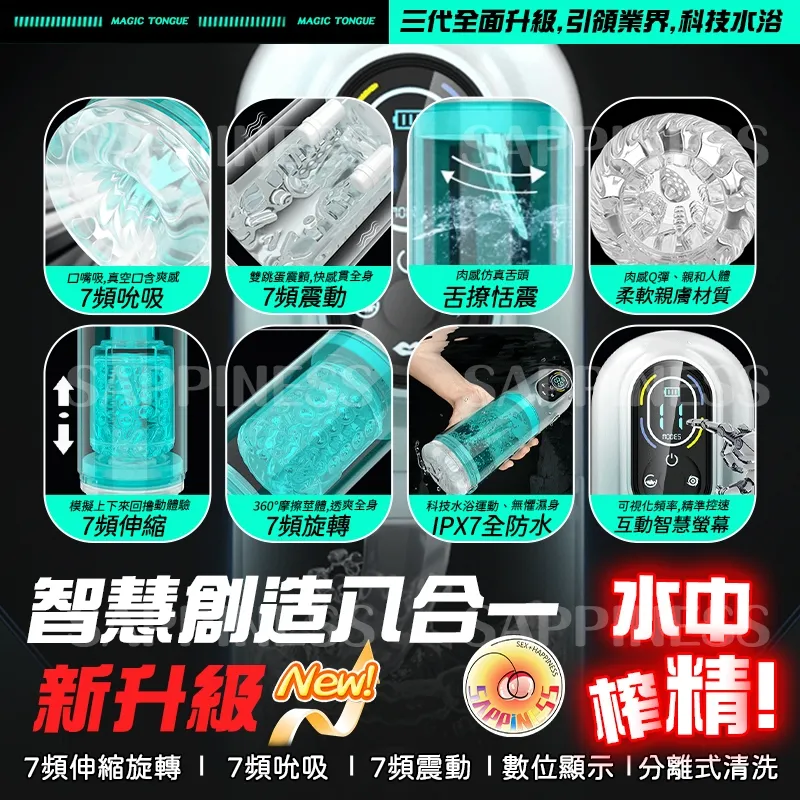 MAGIC TONGUE
MAGIC TONGUE
三代全面升級,引領業界,科技水浴
口嘴吸,真空口含爽感
7頻吮吸
雙跳蛋震顫,快感貫全身
7頻震動
肉感仿真舌頭
舌撩恬震
肉感Q彈、親和人體
柔軟親膚材質
模擬上下來回擼動體驗
7頻伸縮
360°摩擦莖體,透爽全身
7頻旋轉
科技水浴運動、無懼濕身
IPX7全防水
可視化頻率,精準控速
互動智慧螢幕
11
MODES
智慧創造八合一
新升級
New!
SEX+HAPPINESS
SAPPINESS
水中
榨精!
7頻伸縮旋轉 | 7頻吮吸 | 7頻震動 | 數位顯示 | 分離式清洗
SAPPINESS
SAPPINESS
SAPPINESS
SAPPINESS
SAPPINESS
SAPPINESS